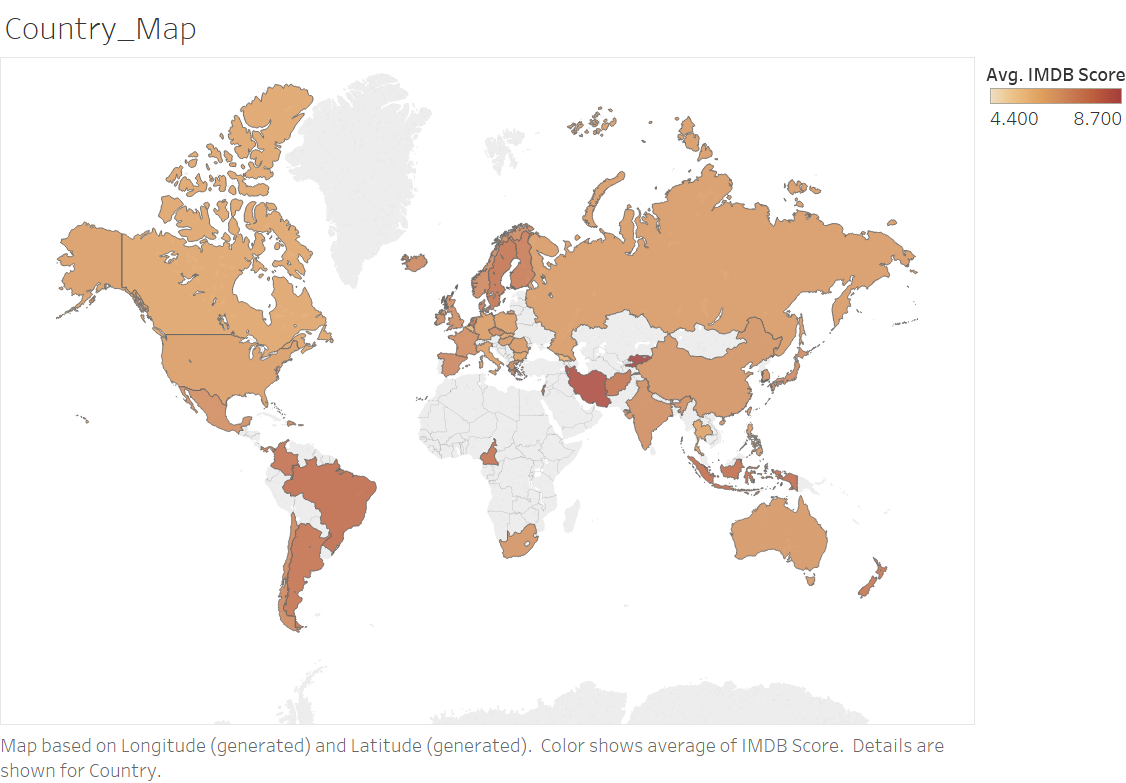 Country_Map
Avg. IMDB Score
4.400 8.700
Map based on Longitude (generated) and Latitude (generated).  Color shows average of IMDB Score.  Details are
shown for Country.